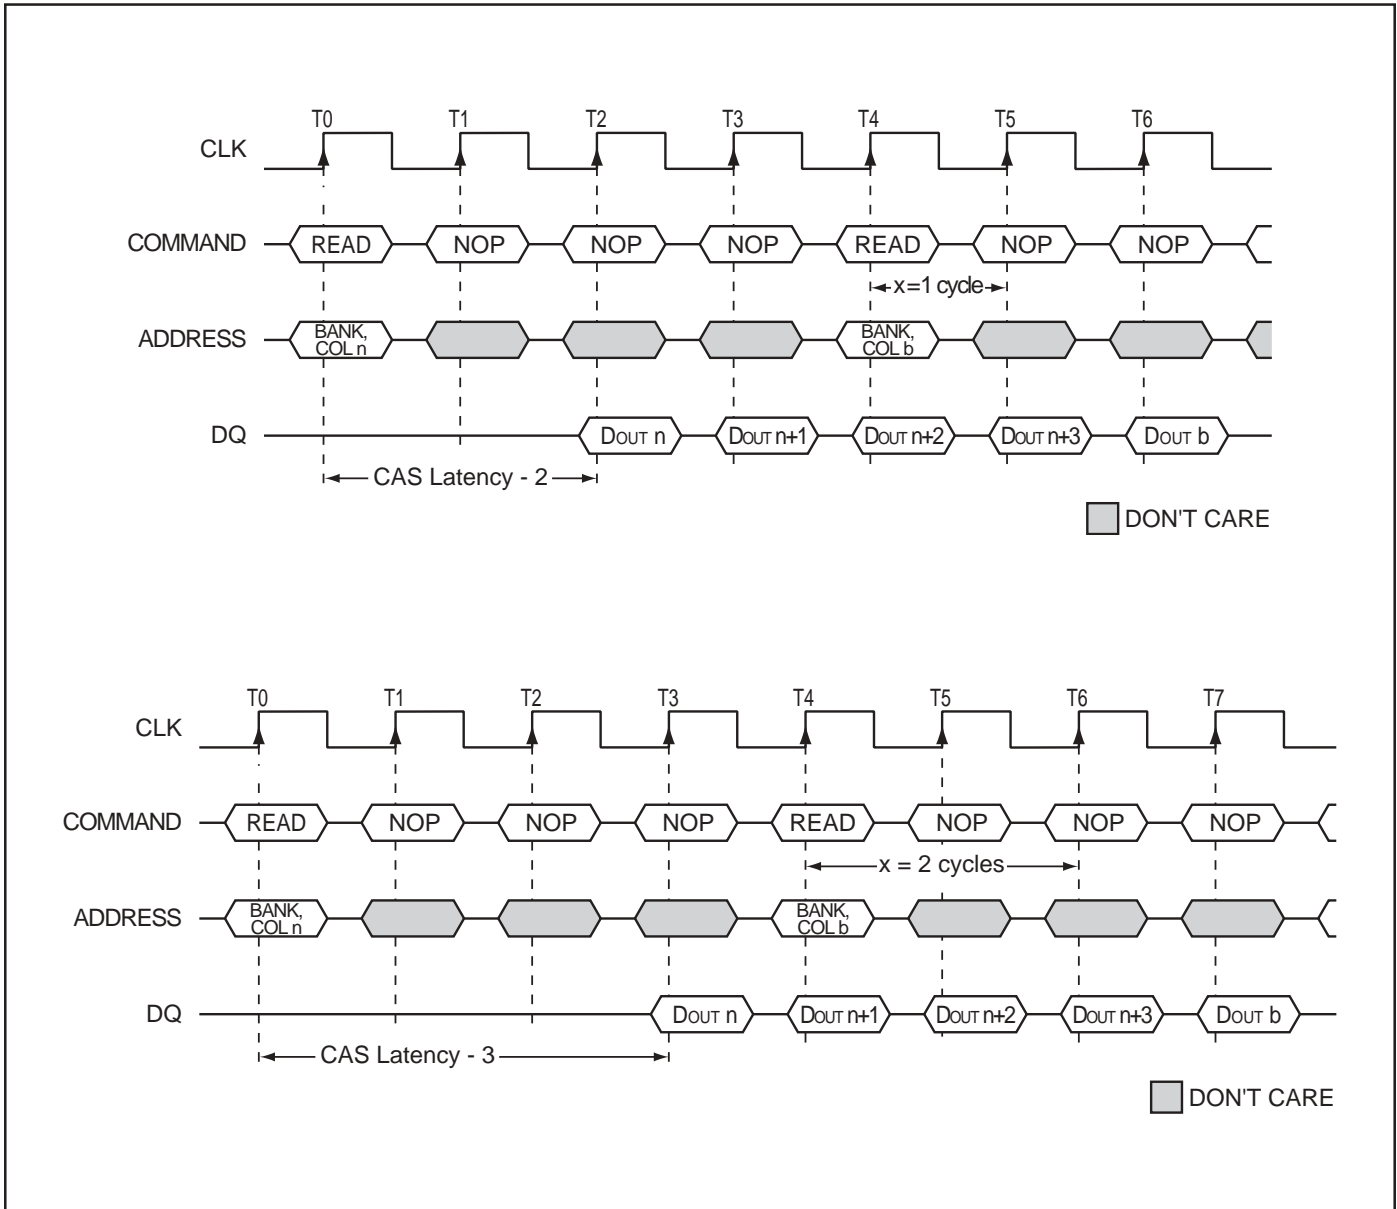 T0 T1 T2 T3 T4 T5 T6
CLK
COMMAND READ NOP NOP NOP READ NOP NOP
x=1 cycle
ADDRESS BANK, COL n BANK, COL b
DQ DOUT n DOUT n+1 DOUT n+2 DOUT n+3 DOUT b
CAS Latency - 2
DON'T CARE
T0 T1 T2 T3 T4 T5 T6 T7
CLK
COMMAND READ NOP NOP NOP READ NOP NOP NOP
x = 2 cycles
ADDRESS BANK, COL n BANK, COL b
DQ DOUT n DOUT n+1 DOUT n+2 DOUT n+3 DOUT b
CAS Latency - 3
DON'T CARE